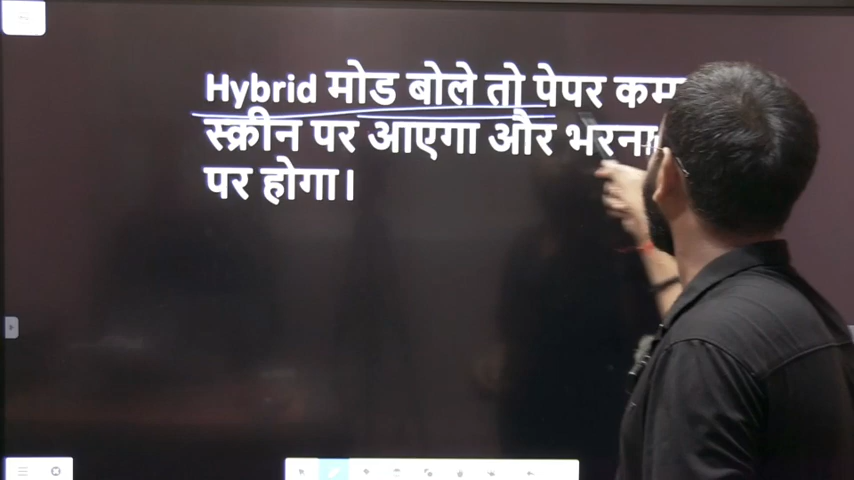 Hybrid मोड बोले तो पेपर
स्क्रीन पर आएगा और भरना
पर होगा।